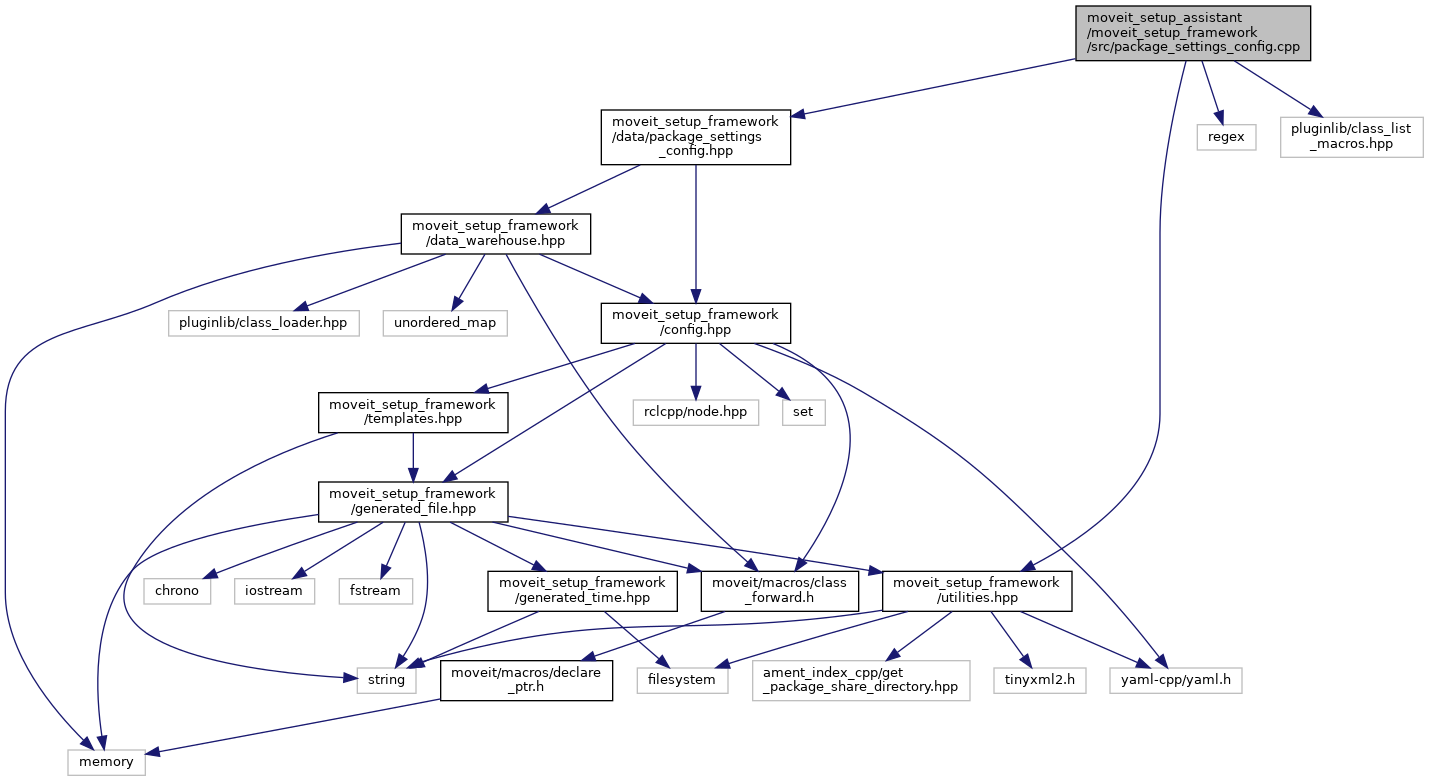 moveit_setup_assistant
/moveit_setup_framework
/src/package_settings_config.cpp
moveit_setup_framework
/data/package_settings
_config.hpp
regex
pluginlib/class_list
_macros.hpp
moveit_setup_framework
/data_warehouse.hpp
pluginlib/class_loader.hpp
unordered_map
moveit_setup_framework
/config.hpp
moveit_setup_framework
/templates.hpp
rclcpp/node.hpp
set
moveit_setup_framework
/generated_file.hpp
chrono
iostream
fstream
moveit_setup_framework
/generated_time.hpp
moveit/macros/class
_forward.h
moveit_setup_framework
/utilities.hpp
string
moveit/macros/declare
_ptr.h
filesystem
ament_index_cpp/get
_package_share_directory.hpp
tinyxml2.h
yaml-cpp/yaml.h
memory